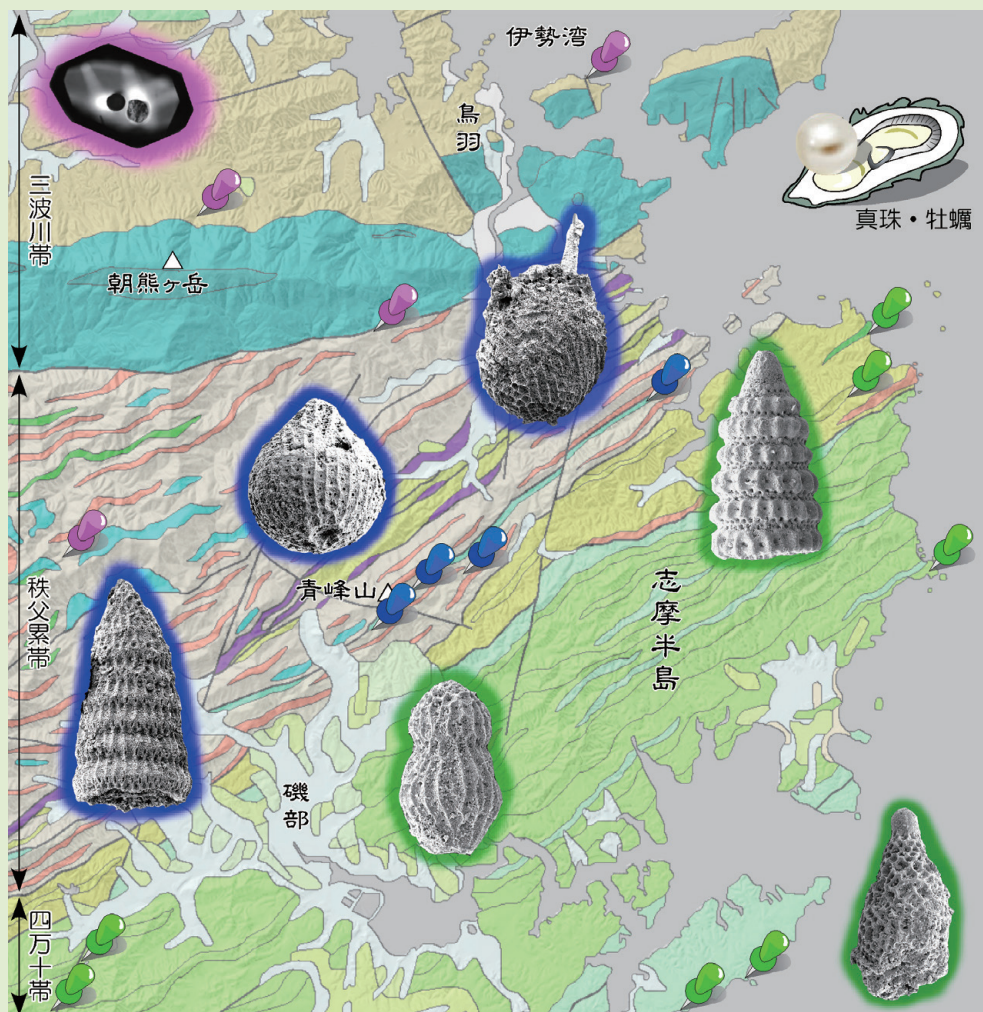 伊勢湾
鳥羽
真珠・牡蠣
三波川帯
朝熊ヶ岳
秩父累帯
青峰山
志摩半島
磯部
四万十帯